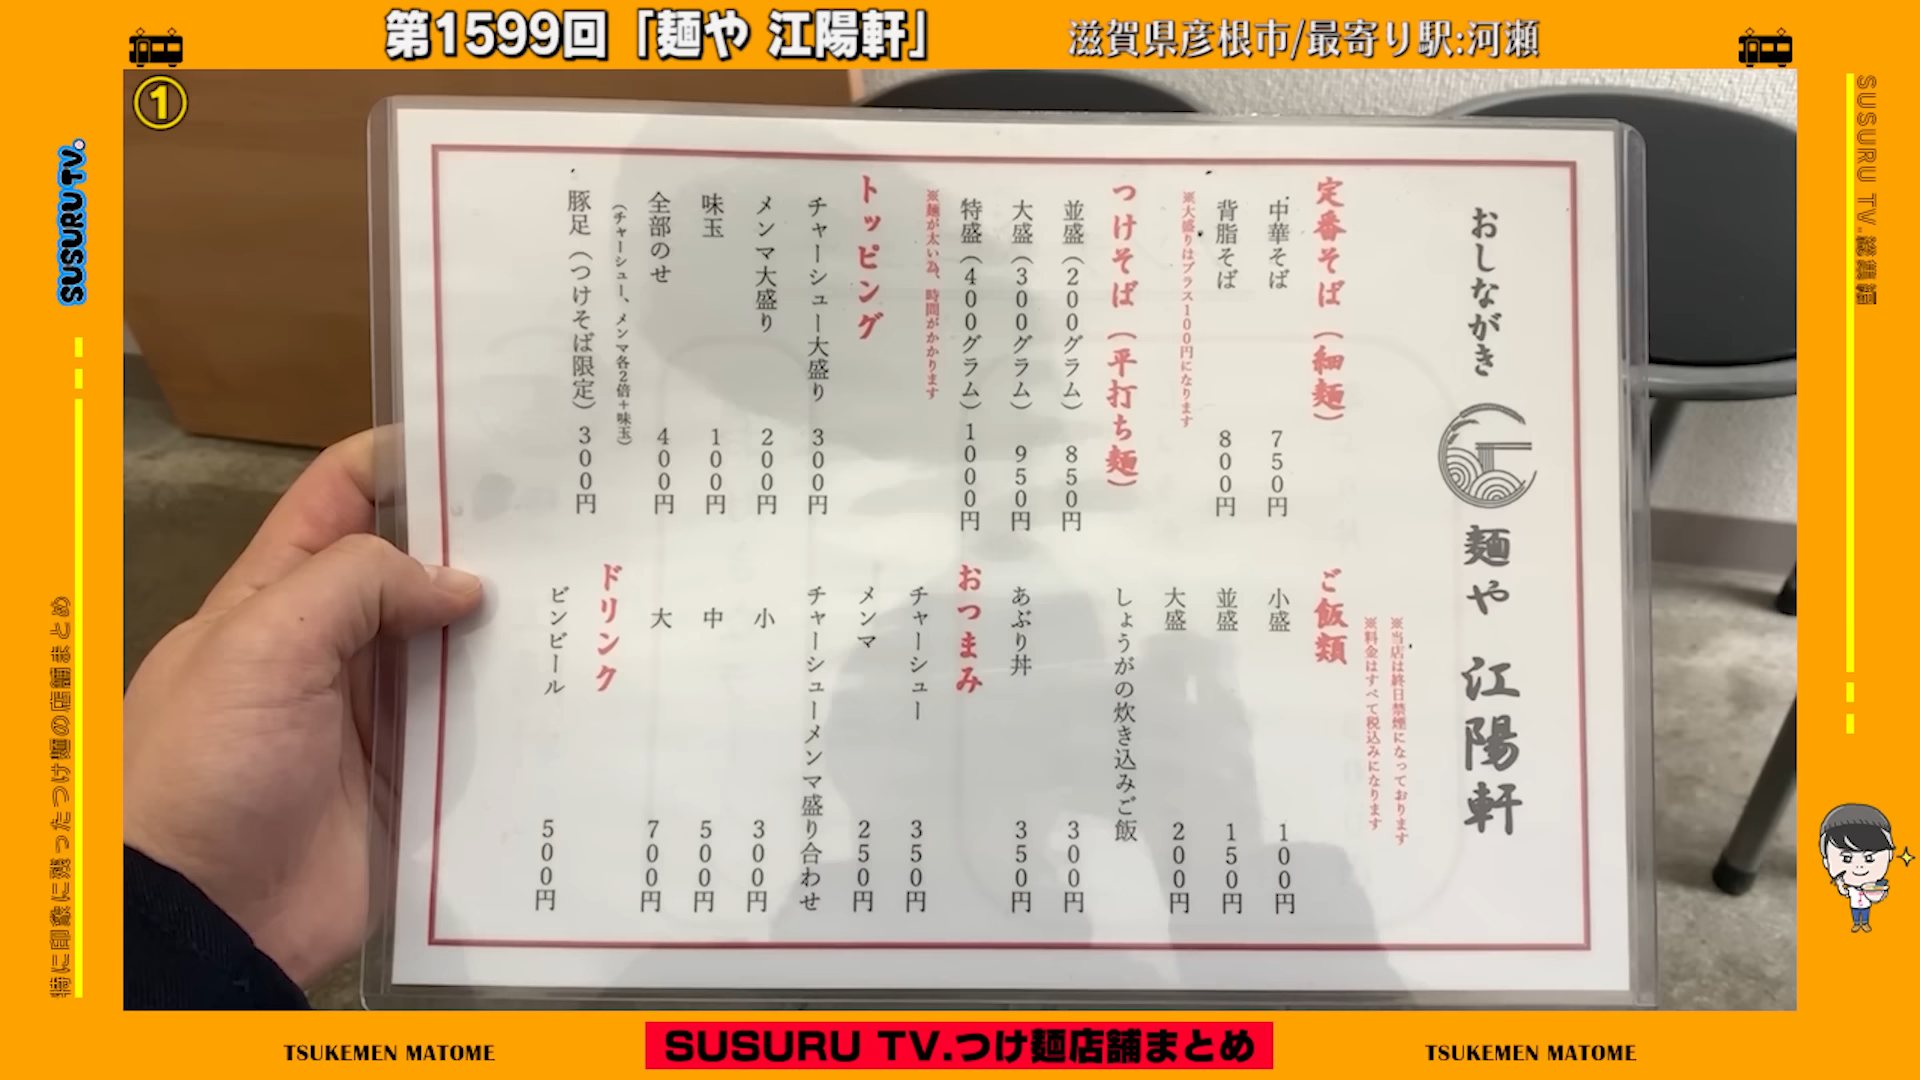 第1599回「麺や 江陽軒」
滋賀県彦根市/最寄り駅:河瀬
①
SUSURU TV.
特に印象に残ったつけ麺の店舗まとめ
おしながき 麺や 江陽軒
※当店は終日禁煙になっております
※料金はすべて税込みになります
定番そば（細麺）
中華そば 750円
背脂そば 800円
※大盛りはプラス100円になります
つけそば（平打ち麺）
並盛（200グラム） 850円
大盛（300グラム） 950円
特盛（400グラム） 1000円
※麺が太い為、時間がかかります
トッピング
チャーシュー大盛り 300円
メンマ大盛り 200円
味玉 100円
全部のせ 400円
（チャーシュー、メンマ各2倍+味玉）
豚足（つけそば限定） 300円
ご飯類
小盛 100円
並盛 150円
大盛 200円
しょうがの炊き込みご飯 300円
あぶり丼 350円
おつまみ
チャーシュー 350円
メンマ 250円
チャーシューメンマ盛り合わせ
小 300円
中 500円
大 700円
ドリンク
ビンビール 500円
TSUKEMEN MATOME
SUSURU TV.つけ麺店舗まとめ
TSUKEMEN MATOME